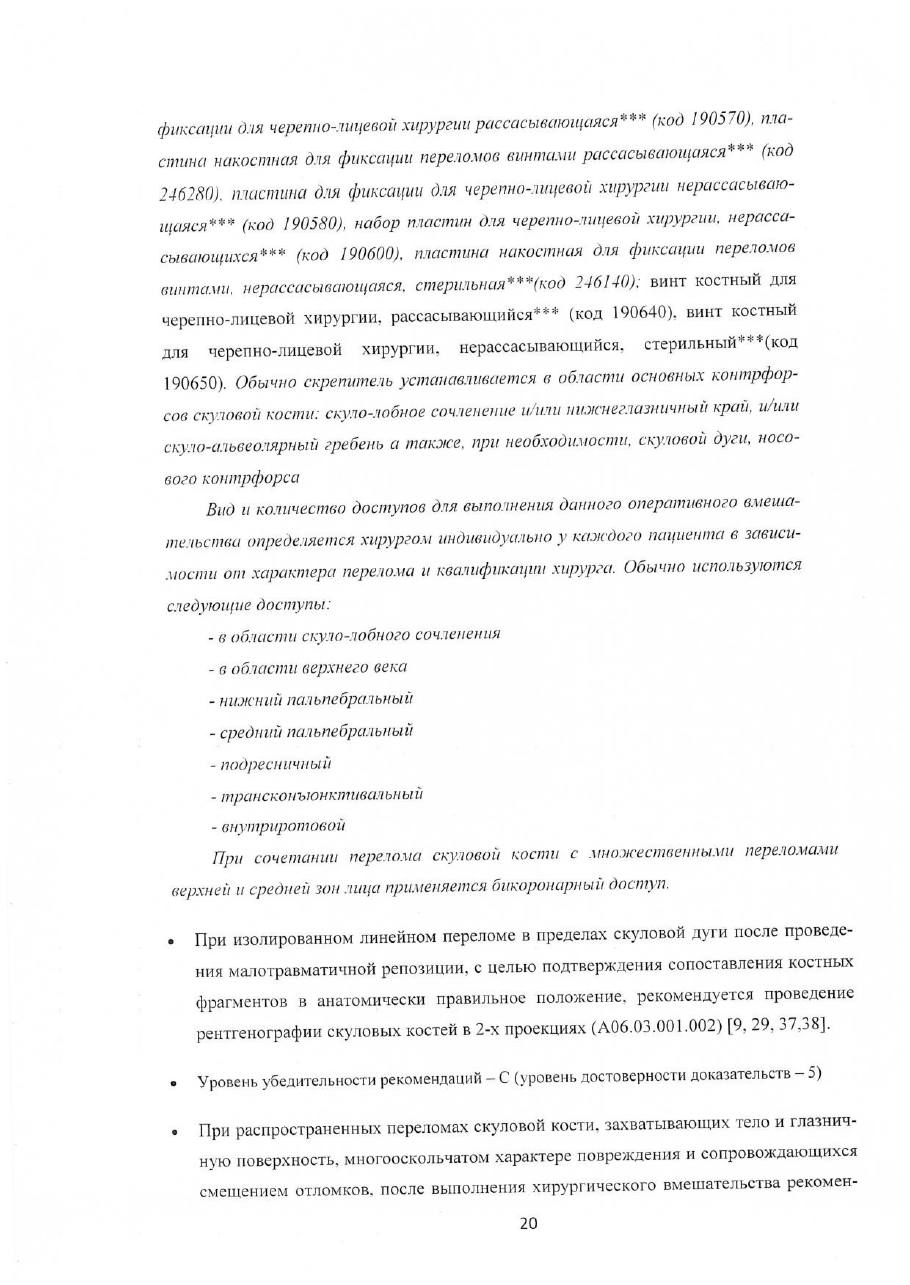 фиксации для черепно-лицевой хирургии рассасывающаяся*** (код 190570), пла-
стина накостная для фиксации переломов винтами рассасывающаяся*** (код
246280), пластина для фиксации для черепно-лицевой хирургии нерассасываю-
щаяся*** (код 190580), набор пластин для черепно-лицевой хирургии, нерасса-
сывающихся*** (код 190600), пластина накостная для фиксации переломов
винтами, нерассасывающаяся, стерильная***(код 246140); винт костный для
черепно-лицевой хирургии, рассасывающийся*** (код 190640), винт костный
для черепно-лицевой хирургии, нерассасывающийся, стерильный***(код
190650). Обычно скрепитель устанавливается в области основных контрфор-
сов скуловой кости: скуло-лобное сочленение и/или нижнеглазничный край, и/или
скуло-альвеолярный гребень а также, при необходимости, скуловой дуги, носо-
вого контрфорса
Вид и количество доступов для выполнения данного оперативного вмеша-
тельства определяется хирургом индивидуально у каждого пациента в зависи-
мости от характера перелома и квалификации хирурга. Обычно используются
следующие доступы:
- в области скуло-лобного сочленения
- в области верхнего века
- нижний пальпебральный
- средний пальпебральный
- подресничный
- трансконъюнктивальный
- внутриротовой
При сочетании перелома скуловой кости с множественными переломами
верхней и средней зон лица применяется бикоронарный доступ.
• При изолированном линейном переломе в пределах скуловой дуги после проведе-
ния малотравматичной репозиции, с целью подтверждения сопоставления костных
фрагментов в анатомически правильное положение, рекомендуется проведение
рентгенографии скуловых костей в 2-х проекциях (A06.03.001.002) [9, 29, 37,38].
• Уровень убедительности рекомендаций – С (уровень достоверности доказательств – 5)
• При распространенных переломах скуловой кости, захватывающих тело и глазнич-
ную поверхность, многооскольчатом характере повреждения и сопровождающихся
смещением отломков, после выполнения хирургического вмешательства рекомен-
20